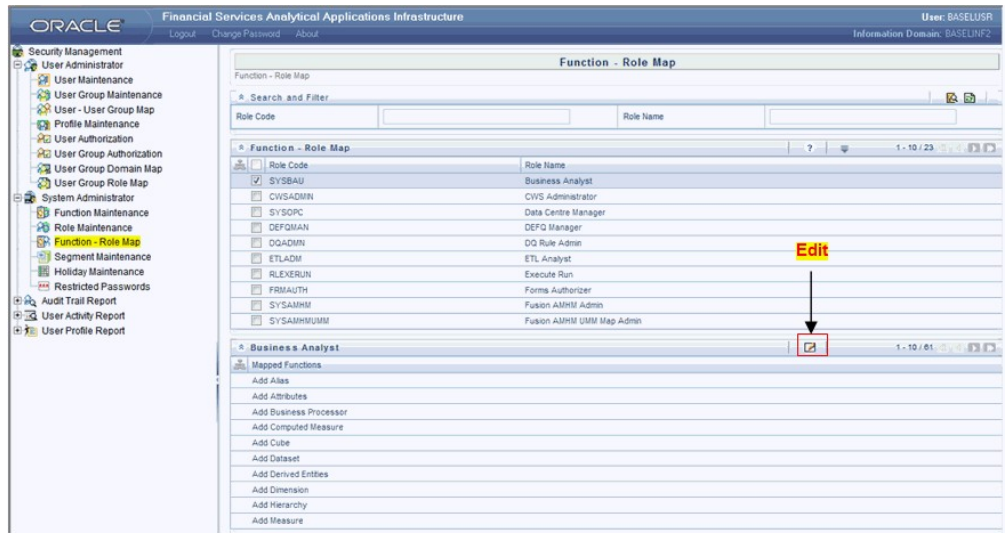 ORACLE
Financial Services Analytical Applications Infrastructure
User: BASELUSR
Logout Change Password About
Information Domain: BASELINF2
Security Management
User Administrator
User Maintenance
User Group Maintenance
User - User Group Map
Profile Maintenance
User Authorization
User Group Authorization
User Group Domain Map
User Group Role Map
System Administrator
Function Maintenance
Role Maintenance
Function - Role Map
Segment Maintenance
Holiday Maintenance
Restricted Passwords
Audit Trail Report
User Activity Report
User Profile Report
Function - Role Map
Function - Role Map
Search and Filter
Role Code Role Name
Function - Role Map ? 1 - 10 / 23
Role Code Role Name
SYSBAU Business Analyst
CWSADMIN CWS Administrator
SYSOPC Data Centre Manager
DEFQMAN DEFQ Manager
DQADMN DQ Rule Admin
ETLADM ETL Analyst
RLEXERUN Execute Run
FRMAUTH Forms Authorizer
SYSAMHM Fusion AMHM Admin
SYSAMHMUMM Fusion AMHM UMM Map Admin
Edit
Business Analyst 1 - 10 / 61
Mapped Functions
Add Alias
Add Attributes
Add Business Processor
Add Computed Measure
Add Cube
Add Dataset
Add Derived Entities
Add Dimension
Add Hierarchy
Add Measure